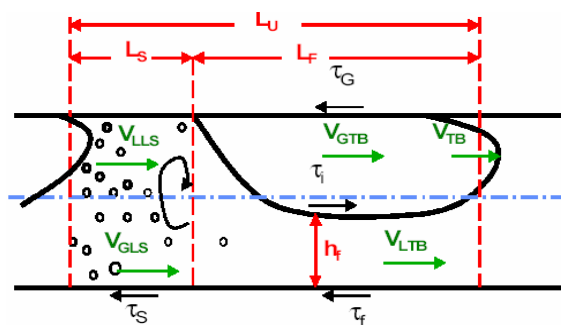 L_U
L_S L_F
τ_G
V_LLS V_GTB V_TB
τ_i
V_GLS h_f V_LTB
τ_S τ_f